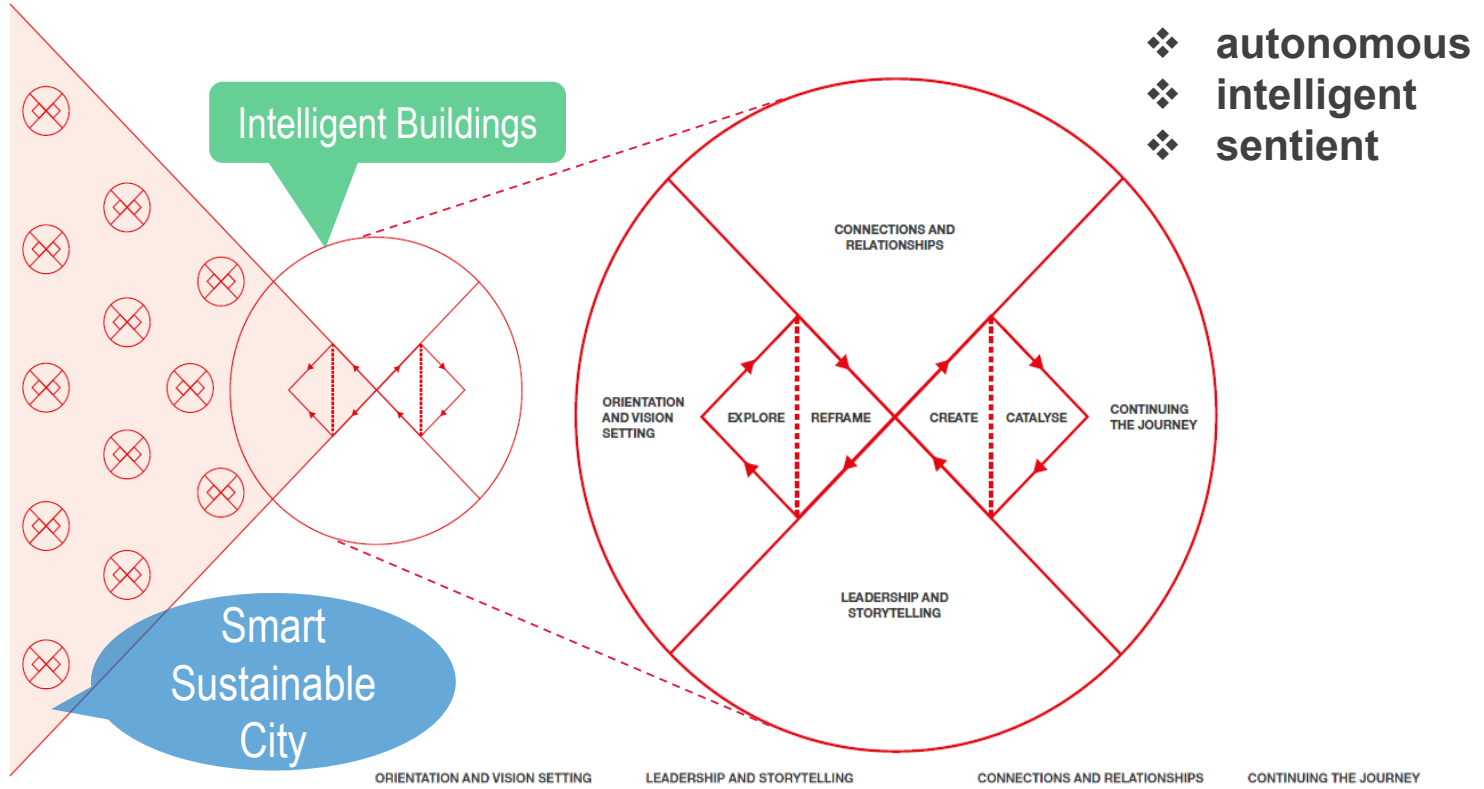 ❖ autonomous
❖ intelligent
❖ sentient
Intelligent Buildings
CONNECTIONS AND
RELATIONSHIPS
ORIENTATION
AND VISION
SETTING
EXPLORE
REFRAME
CREATE
CATALYSE
CONTINUING
THE JOURNEY
LEADERSHIP AND
STORYTELLING
Smart
Sustainable
City
ORIENTATION AND VISION SETTING
LEADERSHIP AND STORYTELLING
CONNECTIONS AND RELATIONSHIPS
CONTINUING THE JOURNEY